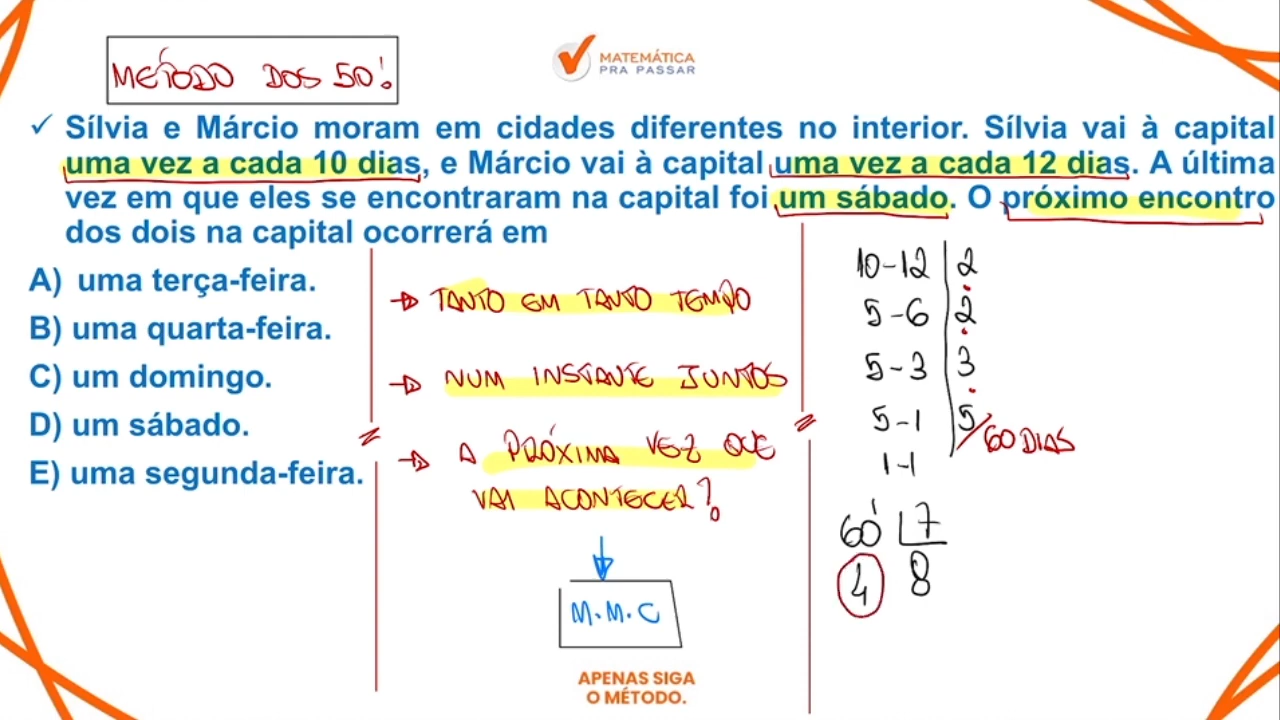 METÓDO DOS 50!
MATEMÁTICA
PRA PASSAR
✓ Sílvia e Márcio moram em cidades diferentes no interior. Sílvia vai à capital
uma vez a cada 10 dias, e Márcio vai à capital uma vez a cada 12 dias. A última
vez em que eles se encontraram na capital foi um sábado. O próximo encontro
dos dois na capital ocorrerá em
A) uma terça-feira.
B) uma quarta-feira.
C) um domingo.
D) um sábado.
E) uma segunda-feira.
→ TANTO EM TANTO TEMPO
→ NUM INSTANTE JUNTOS
→ A PRÓXIMA VEZ QUE
VAI ACONTECER?
M.M.C
10-12 | 2
5-6 | 2
5-3 | 3
5-1 | 5 / 60 DIAS
1-1
60 7
4 8
APENAS SIGA
O MÉTODO.